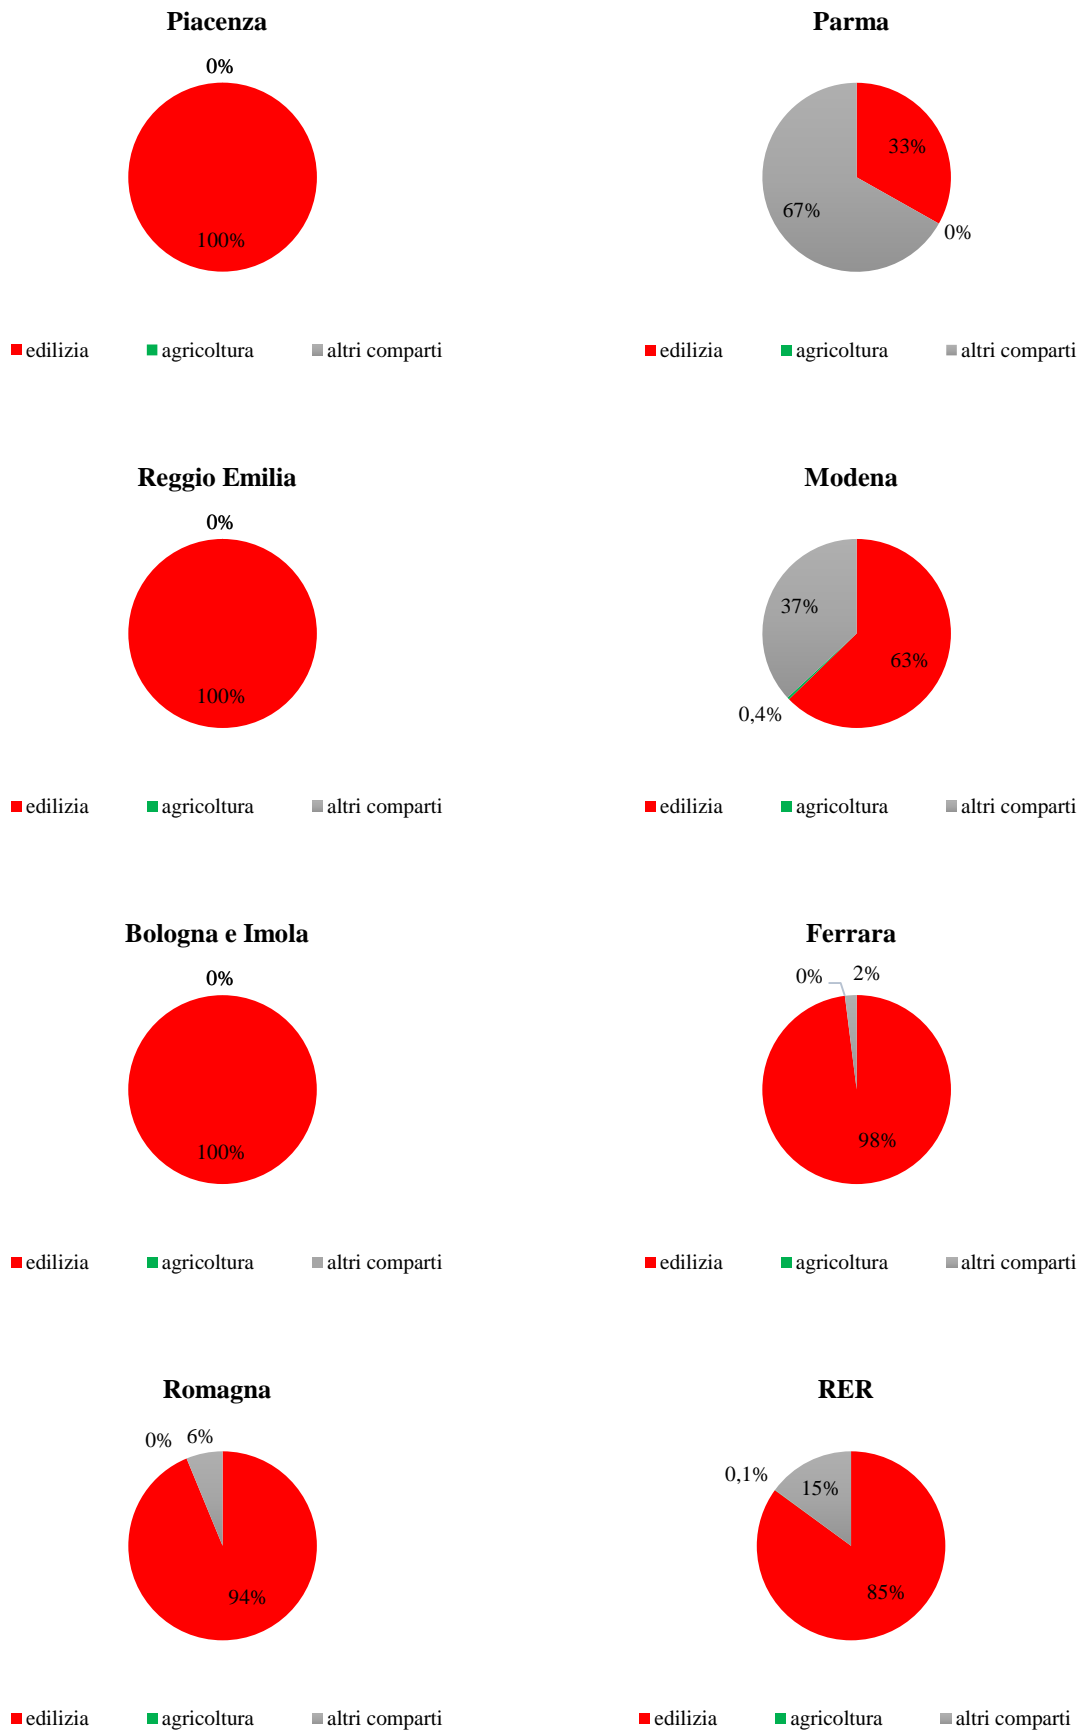 Piacenza
0%
100%
edilizia agricoltura altri comparti
Parma
33%
67%
0%
edilizia agricoltura altri comparti
Reggio Emilia
0%
100%
edilizia agricoltura altri comparti
Modena
37%
63%
0,4%
edilizia agricoltura altri comparti
Bologna e Imola
0%
100%
edilizia agricoltura altri comparti
Ferrara
0% 2%
98%
edilizia agricoltura altri comparti
Romagna
0% 6%
94%
edilizia agricoltura altri comparti
RER
0,1%
15%
85%
edilizia agricoltura altri comparti